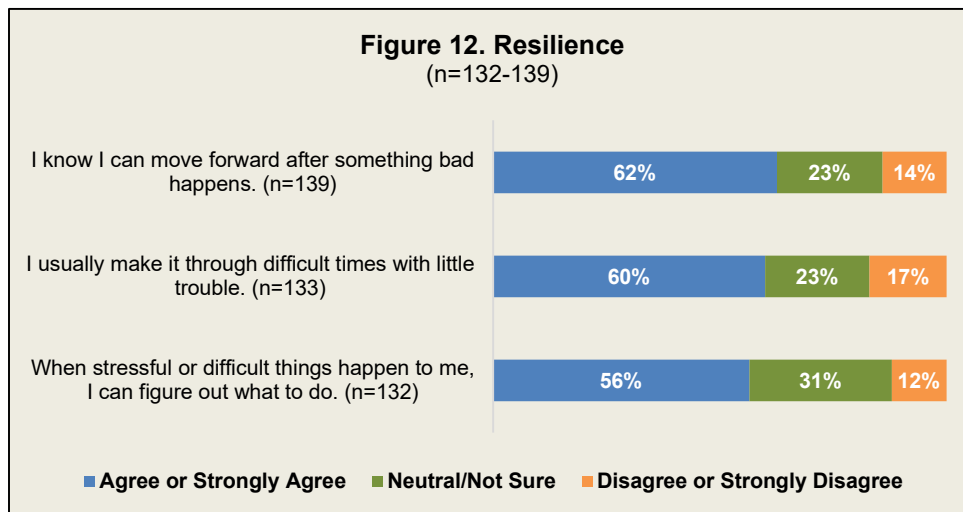 Figure 12. Resilience
(n=132-139)
I know I can move forward after something bad
happens. (n=139)
62% 23% 14%
I usually make it through difficult times with little
trouble. (n=133)
60% 23% 17%
When stressful or difficult things happen to me,
I can figure out what to do. (n=132)
56% 31% 12%
Agree or Strongly Agree Neutral/Not Sure Disagree or Strongly Disagree